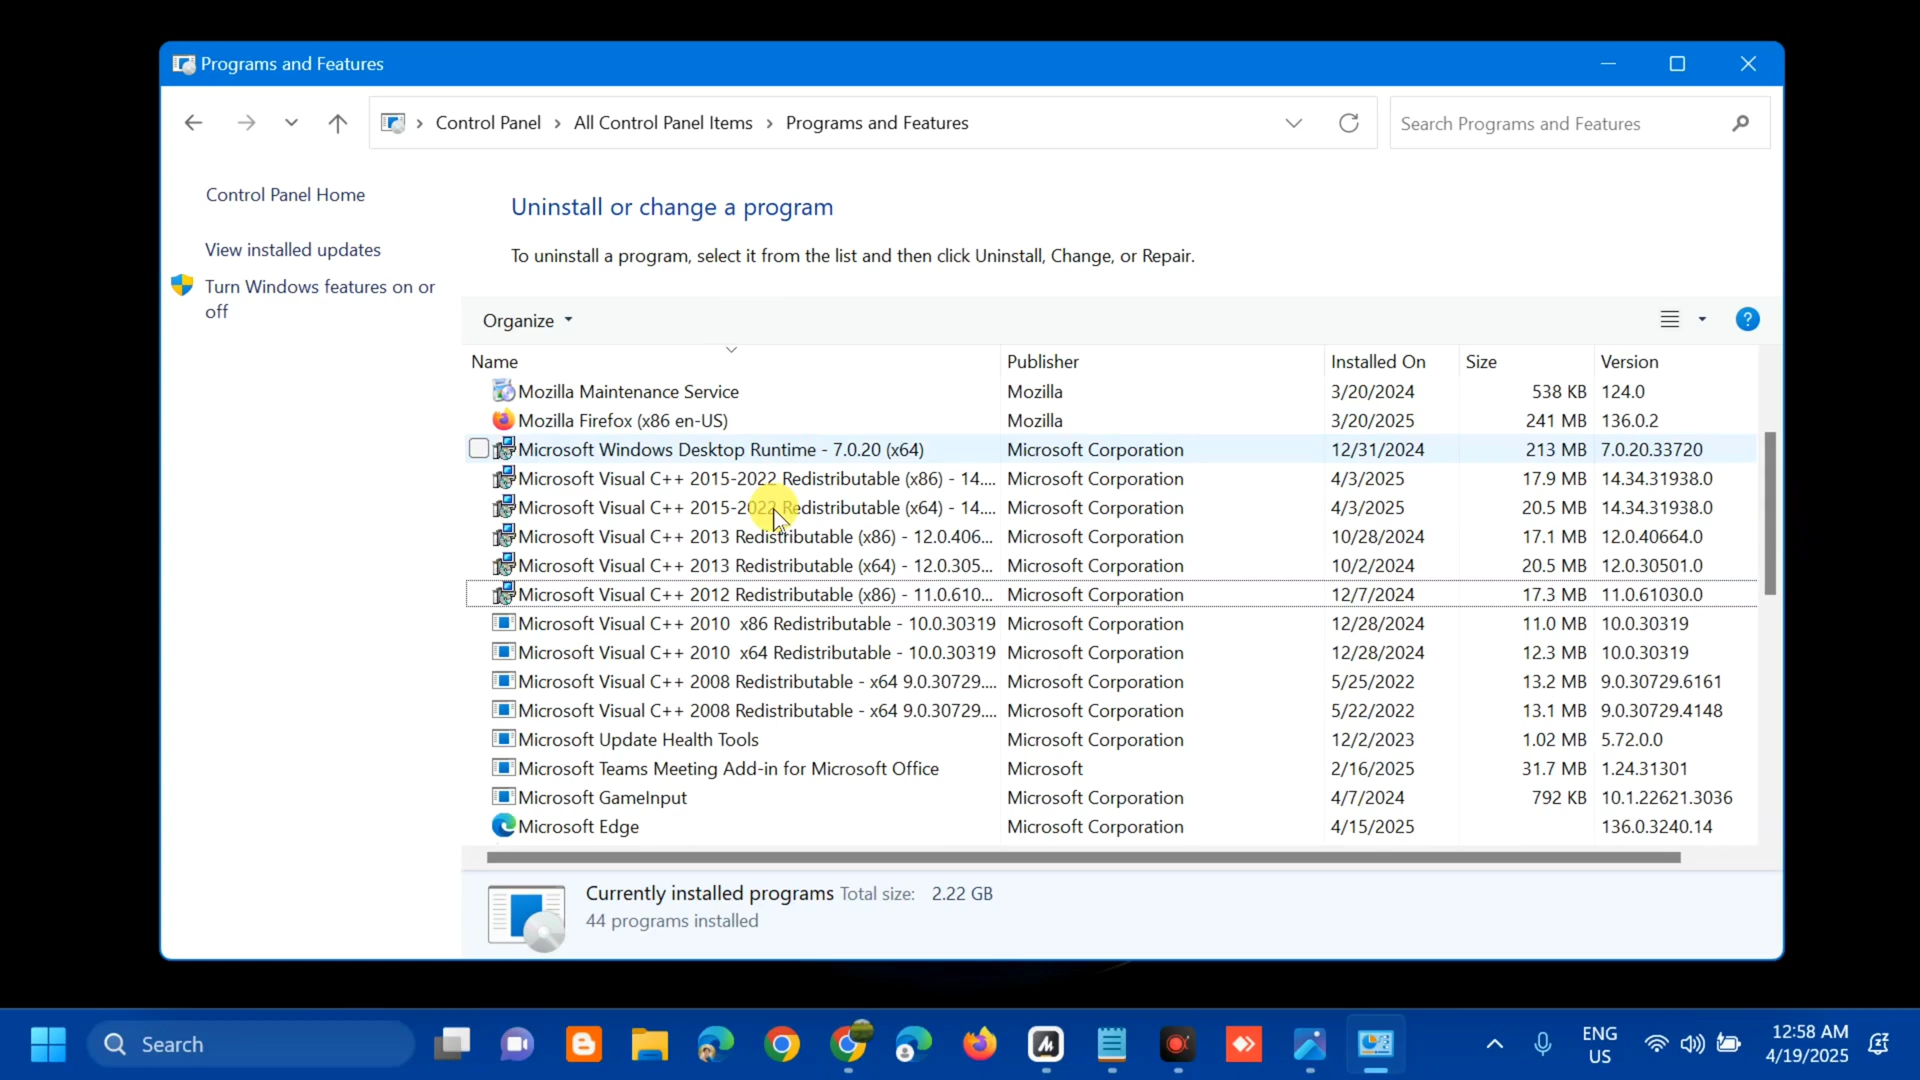 Programs and Features
Control Panel > All Control Panel Items > Programs and Features
Search Programs and Features
Control Panel Home
View installed updates
Turn Windows features on or
off
Uninstall or change a program
To uninstall a program, select it from the list and then click Uninstall, Change, or Repair.
Organize
Name Publisher Installed On Size Version
Mozilla Maintenance Service Mozilla 3/20/2024 538 KB 124.0
Mozilla Firefox (x86 en-US) Mozilla 3/20/2025 241 MB 136.0.2
Microsoft Windows Desktop Runtime - 7.0.20 (x64) Microsoft Corporation 12/31/2024 213 MB 7.0.20.33720
Microsoft Visual C++ 2015-2022 Redistributable (x86) - 14.... Microsoft Corporation 4/3/2025 17.9 MB 14.34.31938.0
Microsoft Visual C++ 2015-2022 Redistributable (x64) - 14.... Microsoft Corporation 4/3/2025 20.5 MB 14.34.31938.0
Microsoft Visual C++ 2013 Redistributable (x86) - 12.0.406... Microsoft Corporation 10/28/2024 17.1 MB 12.0.40664.0
Microsoft Visual C++ 2013 Redistributable (x64) - 12.0.305... Microsoft Corporation 10/2/2024 20.5 MB 12.0.30501.0
Microsoft Visual C++ 2012 Redistributable (x86) - 11.0.610... Microsoft Corporation 12/7/2024 17.3 MB 11.0.61030.0
Microsoft Visual C++ 2010  x86 Redistributable - 10.0.30319 Microsoft Corporation 12/28/2024 11.0 MB 10.0.30319
Microsoft Visual C++ 2010  x64 Redistributable - 10.0.30319 Microsoft Corporation 12/28/2024 12.3 MB 10.0.30319
Microsoft Visual C++ 2008 Redistributable - x64 9.0.30729.... Microsoft Corporation 5/25/2022 13.2 MB 9.0.30729.6161
Microsoft Visual C++ 2008 Redistributable - x64 9.0.30729.... Microsoft Corporation 5/22/2022 13.1 MB 9.0.30729.4148
Microsoft Update Health Tools Microsoft Corporation 12/2/2023 1.02 MB 5.72.0.0
Microsoft Teams Meeting Add-in for Microsoft Office Microsoft 2/16/2025 31.7 MB 1.24.31301
Microsoft GameInput Microsoft Corporation 4/7/2024 792 KB 10.1.22621.3036
Microsoft Edge Microsoft Corporation 4/15/2025 136.0.3240.14
Currently installed programs Total size: 2.22 GB
44 programs installed
Search
ENG
US
12:58 AM
4/19/2025